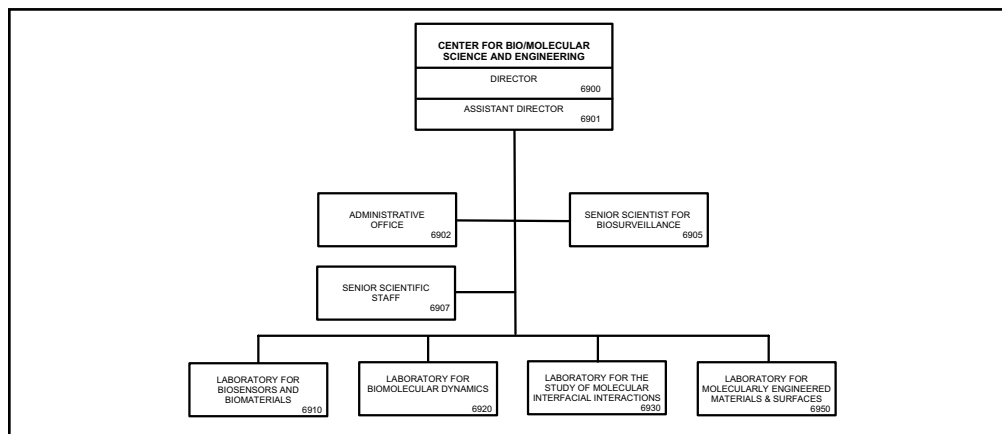 CENTER FOR BIO/MOLECULAR
SCIENCE AND ENGINEERING
DIRECTOR
6900
ASSISTANT DIRECTOR
6901
ADMINISTRATIVE
OFFICE
6902
SENIOR SCIENTIST FOR
BIOSURVEILLANCE
6905
SENIOR SCIENTIFIC
STAFF
6907
LABORATORY FOR
BIOSENSORS AND
BIOMATERIALS
6910
LABORATORY FOR
BIOMOLECULAR DYNAMICS
6920
LABORATORY FOR THE
STUDY OF MOLECULAR
INTERFACIAL INTERACTIONS
6930
LABORATORY FOR
MOLECULARLY ENGINEERED
MATERIALS & SURFACES
6950